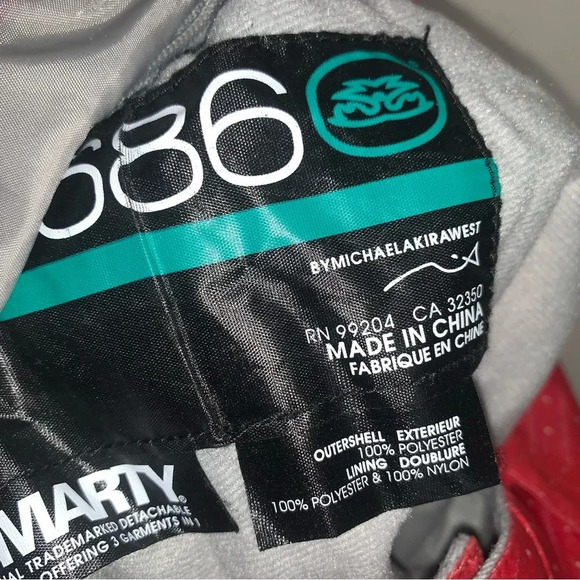 686
BYMICHAELAKIRAWEST
RN 99204 CA 32350
MADE IN CHINA
FABRIQUE EN CHINE
OUTERSHELL EXTERIEUR
100% POLYESTER
LINING DOUBLURE
100% POLYESTER & 100% NYLON
MARTY®
TRADEMARKED DETACHABLE
OFFERING 3 GARMENTS IN 1